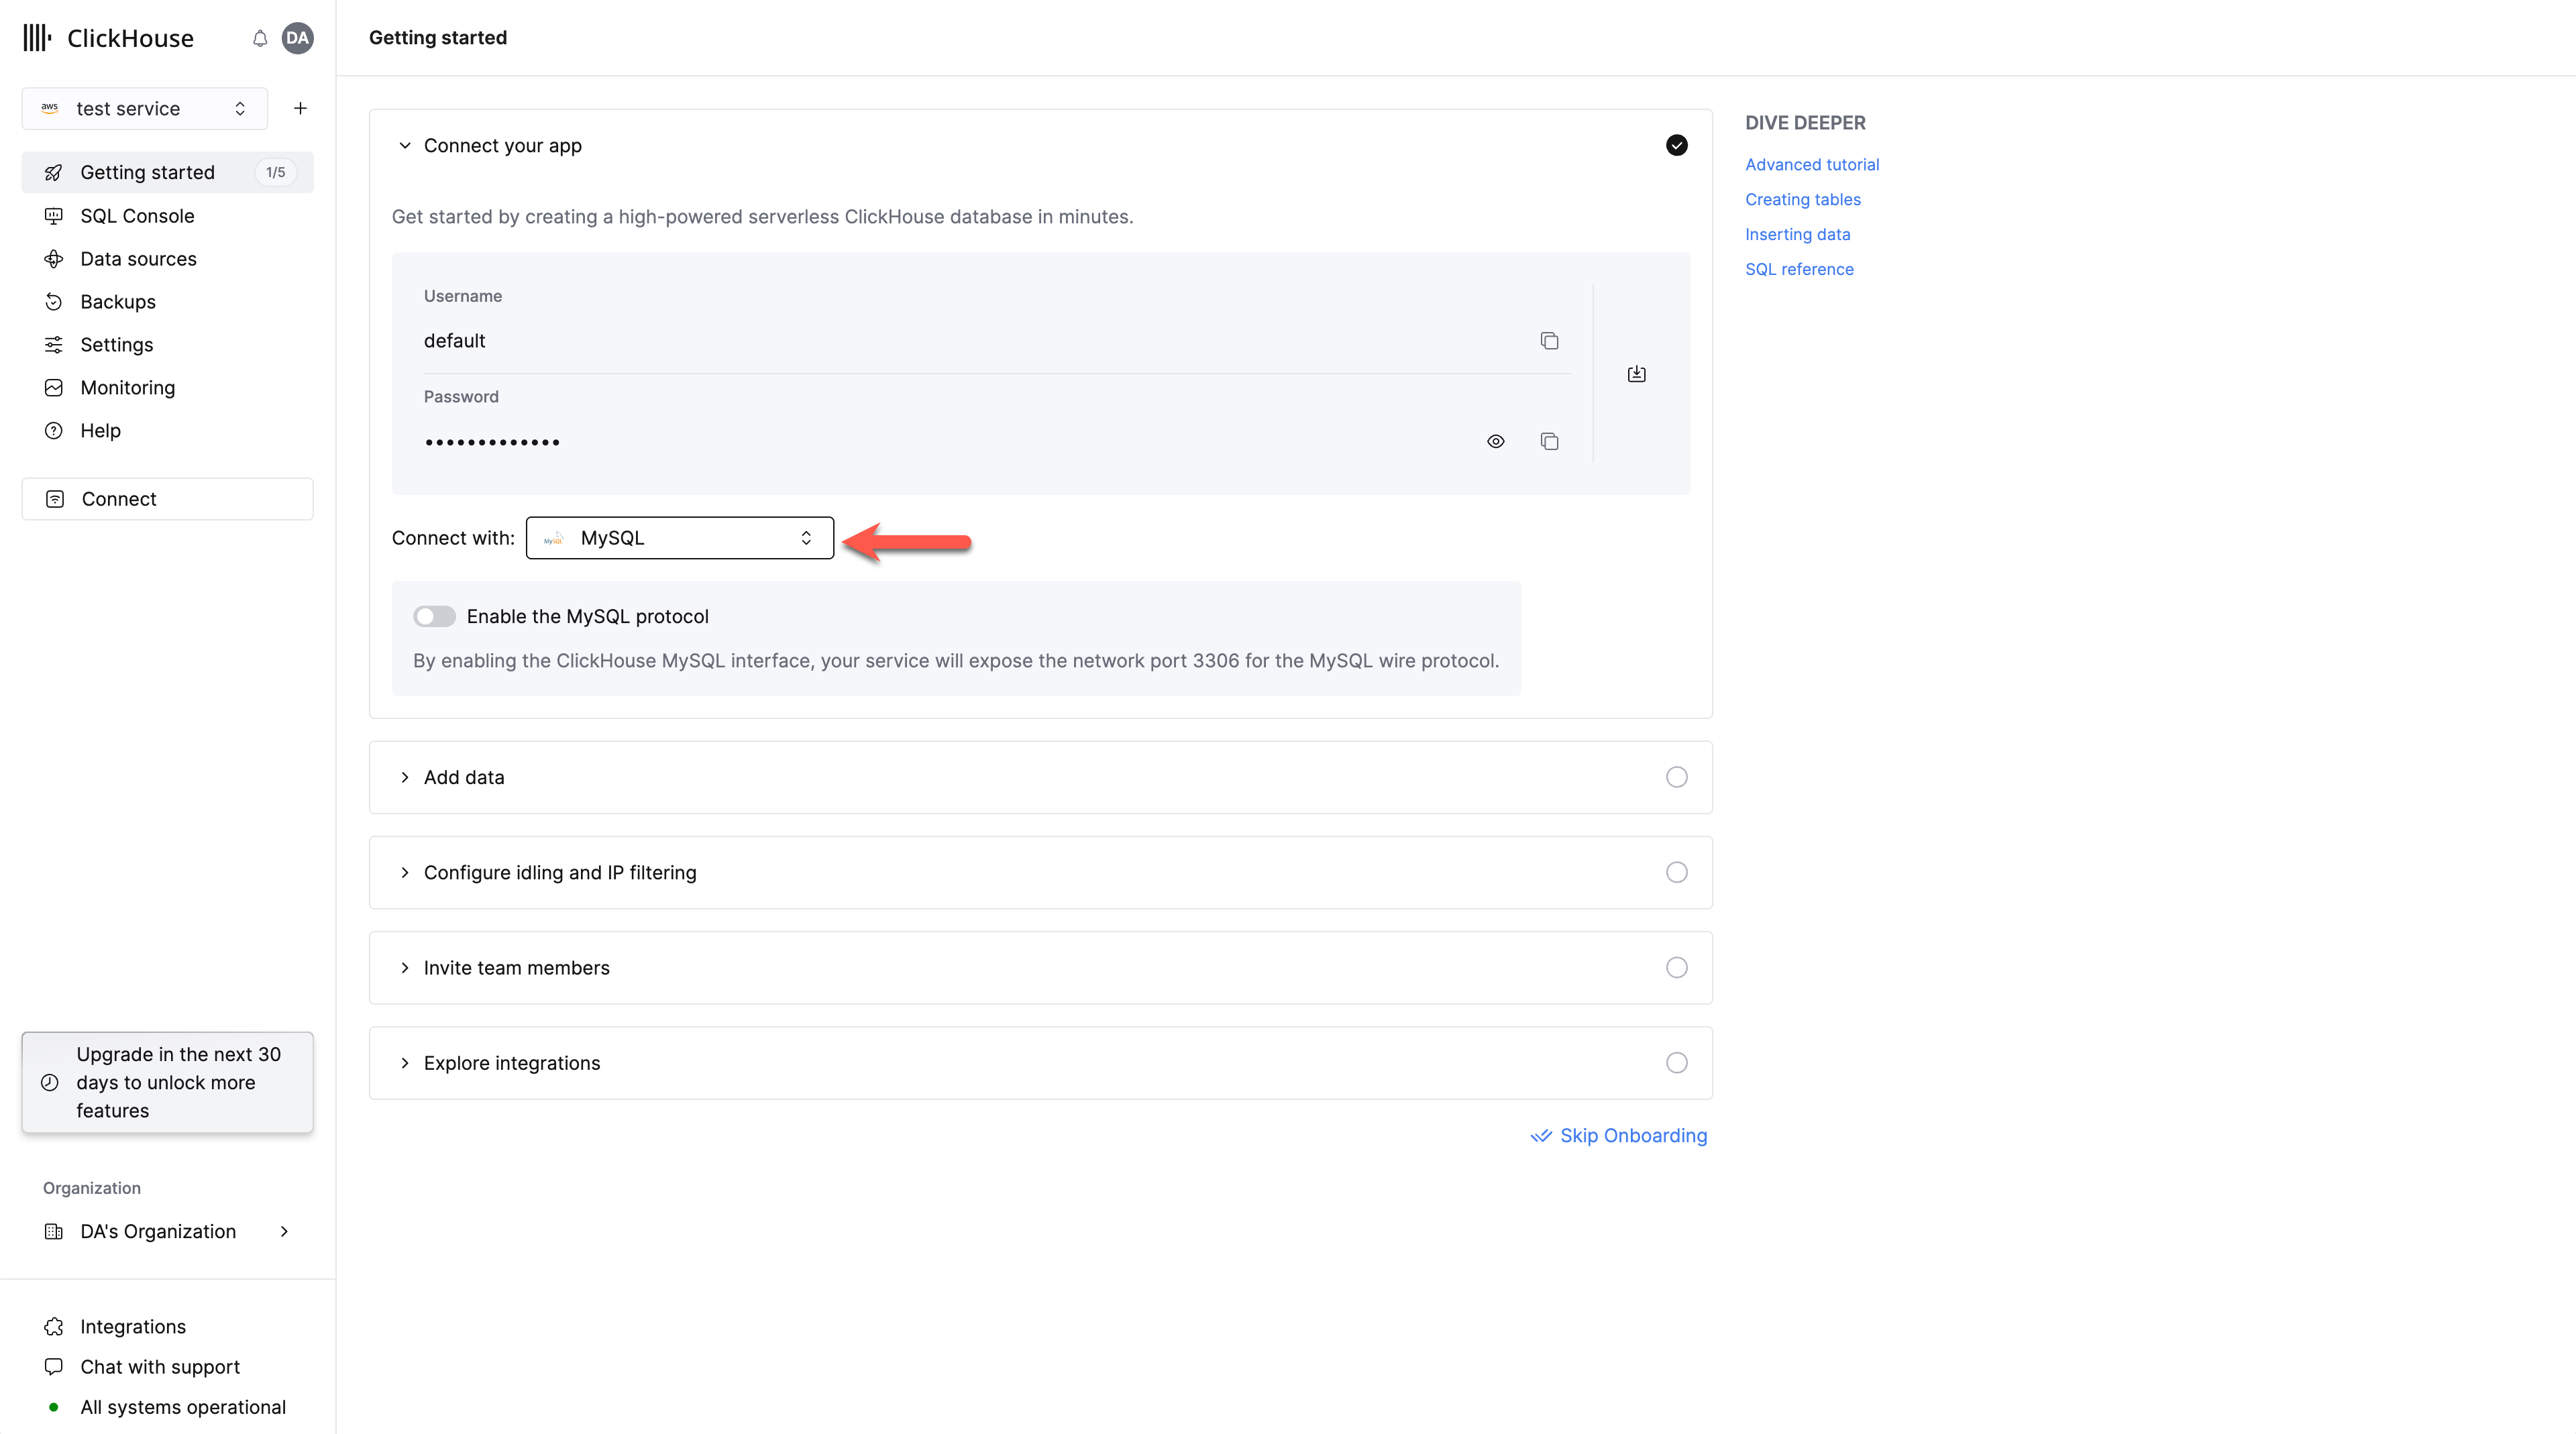 ClickHouse
DA
aws
test service
Getting started
1/5
SQL Console
Data sources
Backups
Settings
Monitoring
Help
Connect
Upgrade in the next 30
days to unlock more
features
Organization
DA's Organization
Integrations
Chat with support
All systems operational
Getting started
Connect your app
Get started by creating a high-powered serverless ClickHouse database in minutes.
Username
default
Password
•••••••••••••
Connect with:
MySQL
MySQL
Enable the MySQL protocol
By enabling the ClickHouse MySQL interface, your service will expose the network port 3306 for the MySQL wire protocol.
Add data
Configure idling and IP filtering
Invite team members
Explore integrations
Skip Onboarding
DIVE DEEPER
Advanced tutorial
Creating tables
Inserting data
SQL reference